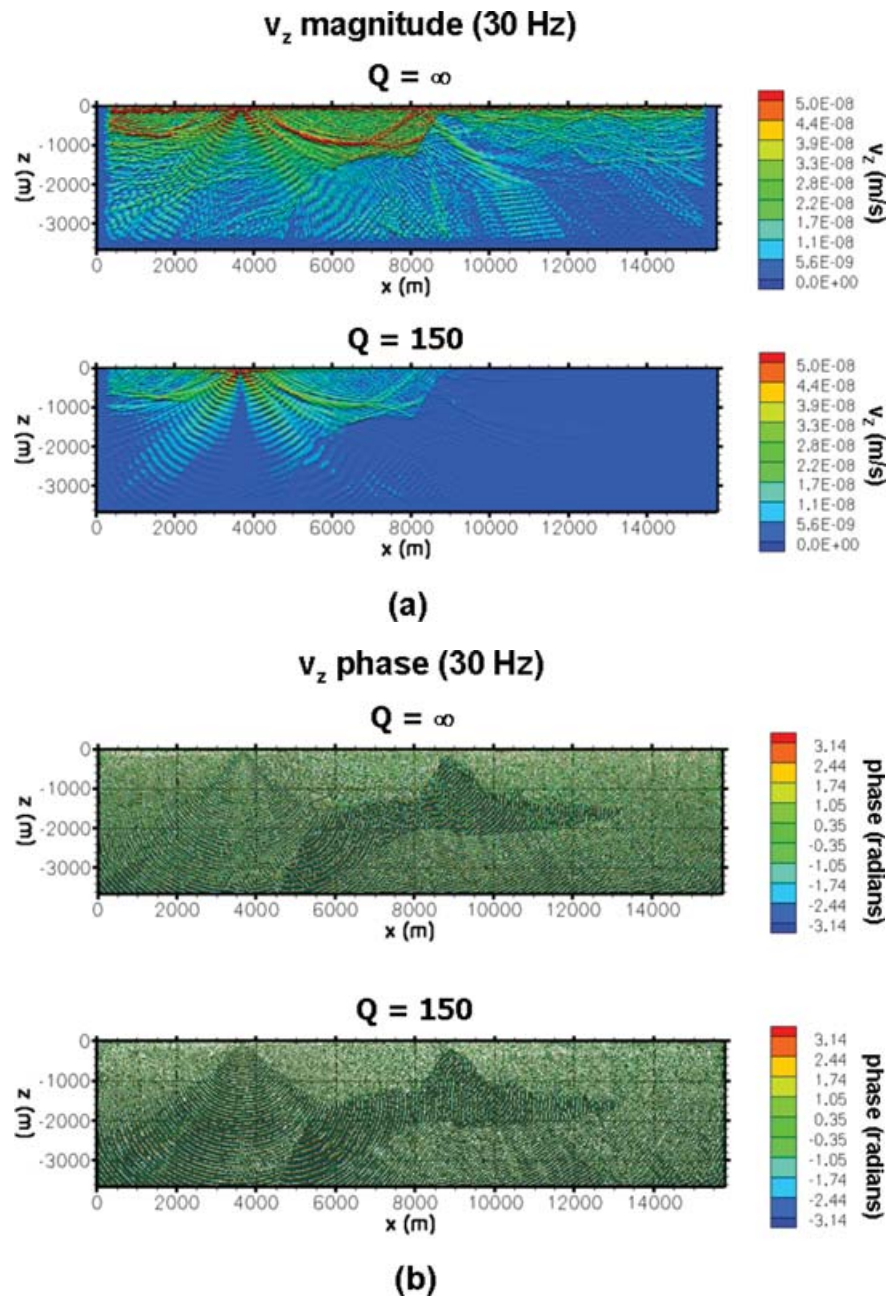 v_z magnitude (30 Hz)
Q = ∞
0
-1000
-2000
-3000
z (m)
0 2000 4000 6000 8000 10000 12000 14000
x (m)
5.0E-08
4.4E-08
3.9E-08
3.3E-08
2.8E-08
2.2E-08
1.7E-08
1.1E-08
5.6E-09
0.0E+00
v_z (m/s)
Q = 150
0
-1000
-2000
-3000
z (m)
0 2000 4000 6000 8000 10000 12000 14000
x (m)
5.0E-08
4.4E-08
3.9E-08
3.3E-08
2.8E-08
2.2E-08
1.7E-08
1.1E-08
5.6E-09
0.0E+00
v_z (m/s)
(a)
v_z phase (30 Hz)
Q = ∞
0
-1000
-2000
-3000
z (m)
0 2000 4000 6000 8000 10000 12000 14000
x (m)
3.14
2.44
1.74
1.05
0.35
-0.35
-1.05
-1.74
-2.44
-3.14
phase (radians)
Q = 150
0
-1000
-2000
-3000
z (m)
0 2000 4000 6000 8000 10000 12000 14000
x (m)
3.14
2.44
1.74
1.05
0.35
-0.35
-1.05
-1.74
-2.44
-3.14
phase (radians)
(b)